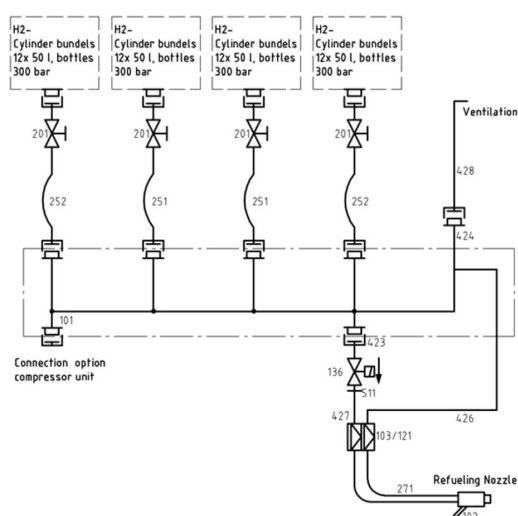 H2-
Cylinder bundels
12x 50 l, bottles
300 bar
H2-
Cylinder bundels
12x 50 l, bottles
300 bar
H2-
Cylinder bundels
12x 50 l, bottles
300 bar
H2-
Cylinder bundels
12x 50 l, bottles
300 bar
Ventilation
201
201
201
201
428
252
251
251
252
424
101
423
Connection option
compressor unit
136
511
427
426
103/121
Refueling Nozzle
271
102